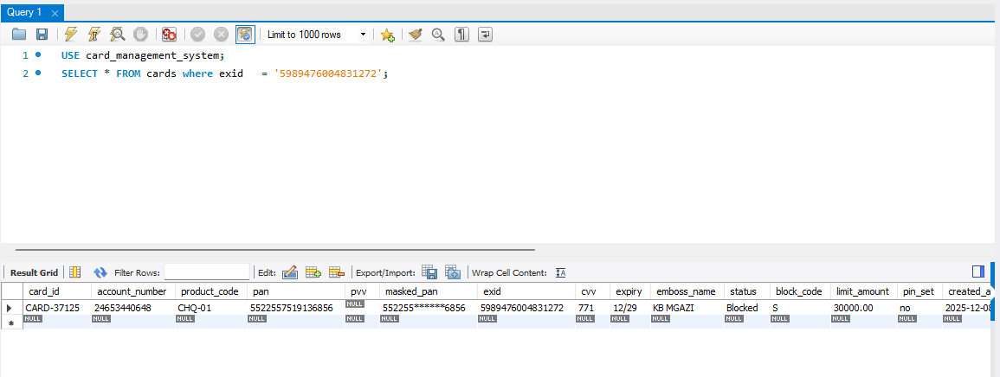 Query 1
Limit to 1000 rows
1 USE card_management_system;
2 SELECT * FROM cards where exid = '5989476004831272';
Result Grid Filter Rows: Edit: Export/Import: Wrap Cell Content:
card_id account_number product_code pan pvv masked_pan exid cvv expiry emboss_name status block_code limit_amount pin_set created_a
CARD-37125 24653440648 CHQ-01 5522557519136856 NULL 552255******6856 5989476004831272 771 12/29 KB MGAZI Blocked S 30000.00 no 2025-12-08
NULL NULL NULL NULL NULL NULL NULL NULL NULL NULL NULL NULL NULL NULL NULL